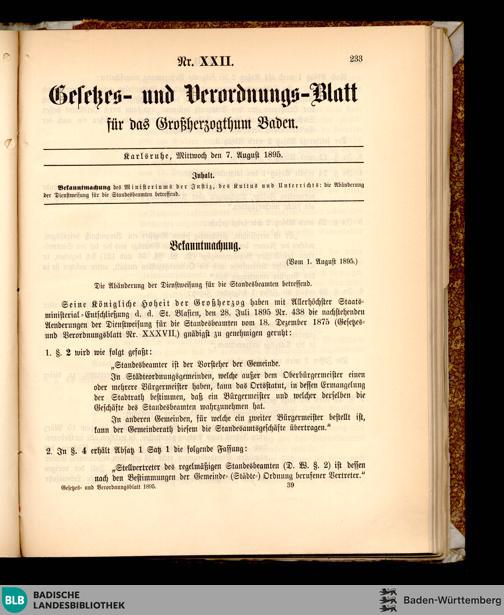 Nr. XXII. 233
Gesetzes- und Verordnungs-Blatt
für das Großherzogthum Baden.
Karlsruhe, Mittwoch den 7. August 1895.
Inhalt.
Bekanntmachung des Ministeriums der Justiz, des Kultus und Unterrichts: die Abänderung
der Dienstweisung für die Standesbeamten betreffend.
Bekanntmachung.
(Vom 1. August 1895.)
Die Abänderung der Dienstweisung für die Standesbeamten betreffend.
Seine Königliche Hoheit der Großherzog haben mit Allerhöchster Staats-
ministerial-Entschließung d. d. St. Blasien, den 28. Juli 1895 Nr. 438 die nachstehenden
Aenderungen der Dienstweisung für die Standesbeamten vom 18. Dezember 1875 (Gesetzes-
und Verordnungsblatt Nr. XXXVII.) gnädigst zu genehmigen geruht:
1. §. 2 wird wie folgt gefaßt:
„Standesbeamter ist der Vorsteher der Gemeinde.
In Städteordnungsgemeinden, welche außer dem Oberbürgermeister einen
oder mehrere Bürgermeister haben, kann das Ortsstatut, in dessen Ermangelung
der Stadtrath bestimmen, daß ein Bürgermeister und welcher derselben die
Geschäfte des Standesbeamten wahrzunehmen hat.
In anderen Gemeinden, für welche ein zweiter Bürgermeister bestellt ist,
kann der Gemeinderath diesem die Standesamtsgeschäfte übertragen.“
2. In §. 4 erhält Absatz 1 Satz 1 die folgende Fassung:
„Stellvertreter des regelmäßigen Standesbeamten (D. W. §. 2) ist dessen
nach den Bestimmungen der Gemeinde- (Städte-) Ordnung berufener Vertreter.“
Gesetzes- und Verordnungsblatt 1895. 39
BLB BADISCHE
LANDESBIBLIOTHEK
Baden-Württemberg